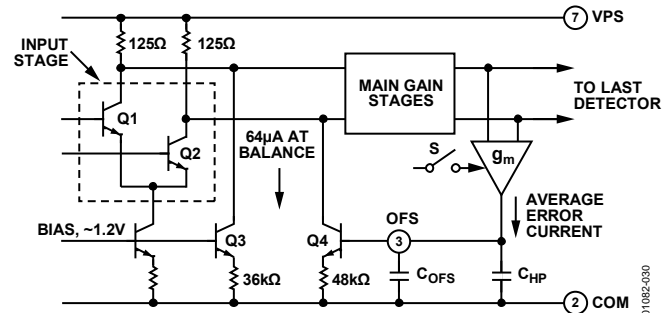 7 VPS
125Ω 125Ω
INPUT
STAGE
MAIN GAIN
STAGES
TO LAST
DETECTOR
Q1
Q2
64µA AT
BALANCE
S
gm
AVERAGE
ERROR
CURRENT
OFS
3
BIAS, ~1.2V
Q3
Q4
36kΩ
48kΩ
COFS
CHP
2 COM
01082-030